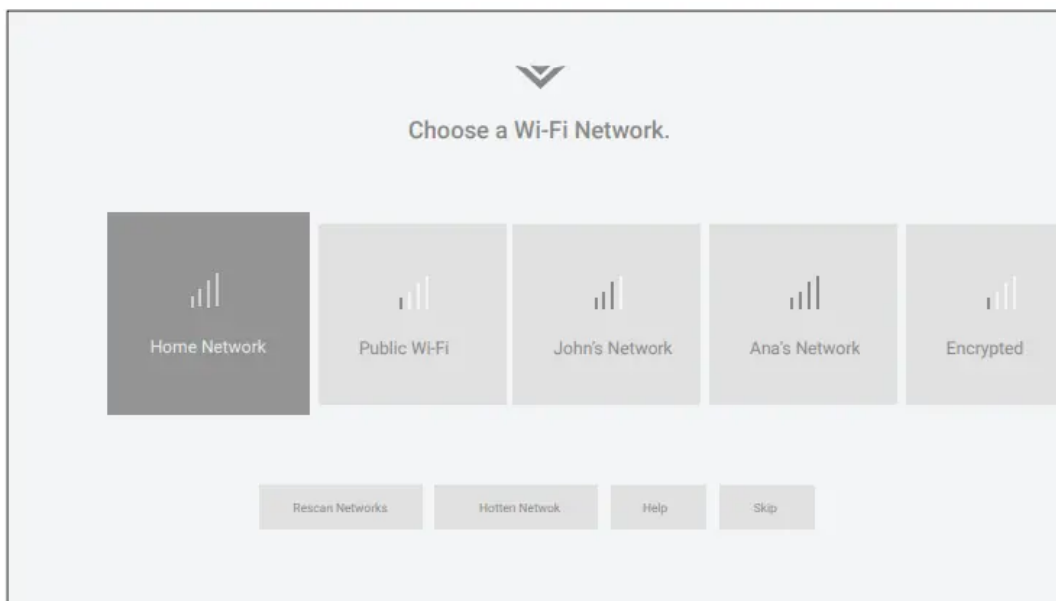 Choose a Wi-Fi Network.
Home Network
Public Wi-Fi
John's Network
Ana's Network
Encrypted
Rescan Networks
Hotten Netwok
Help
Skip